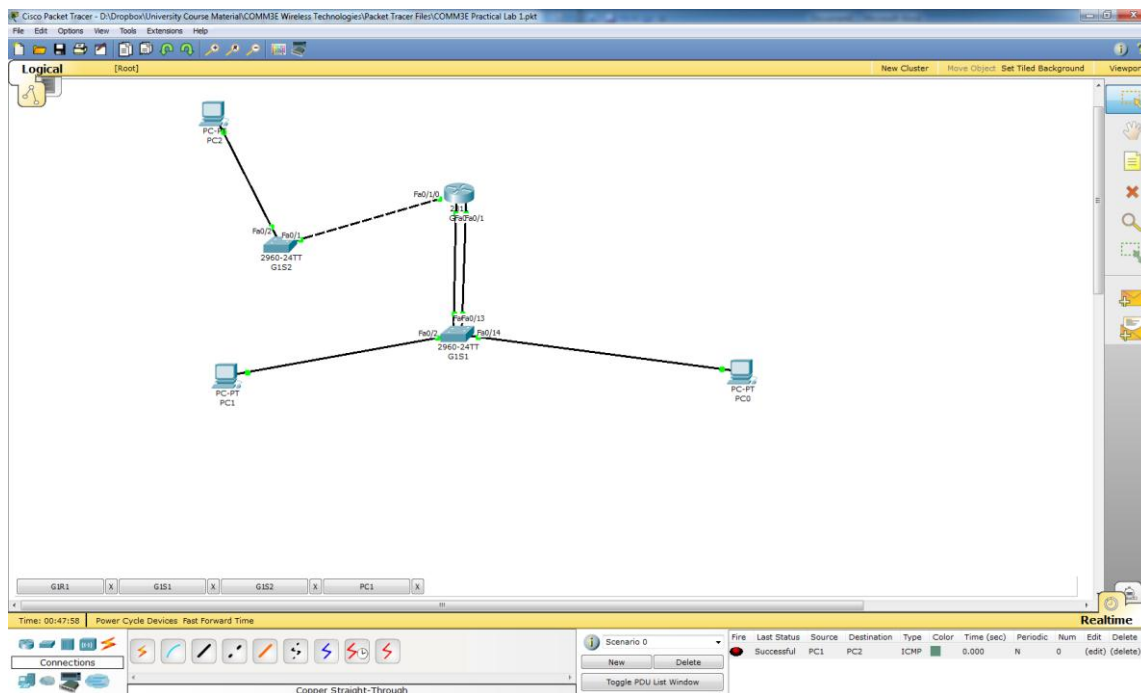 Cisco Packet Tracer - D:\Dropbox\University Course Material\COMM3E Wireless Technologies\Packet Tracer Files\COMM3E Practical Lab 1.pkt
File Edit Options View Tools Extensions Help
Logical
[Root]
New Cluster
Move Object
Set Tiled Background
Viewport
PC2
Fa0/1/0
Fa0/1
Fa0/2
Fa0/1
2960-24TT
G1S2
Fa0/13
Fa0/2
Fa0/14
2960-24TT
G1S1
PC-PT
PC1
PC-PT
PC0
G1R1 X G1S1 X G1S2 X PC1 X
Time: 00:47:58 Power Cycle Devices Fast Forward Time
Realtime
Connections
Copper Straight-Through
Scenario 0
New Delete
Toggle PDU List Window
Fire Last Status Source Destination Type Color Time (sec) Periodic Num Edit Delete
Successful PC1 PC2 ICMP 0.000 N 0 (edit) (delete)